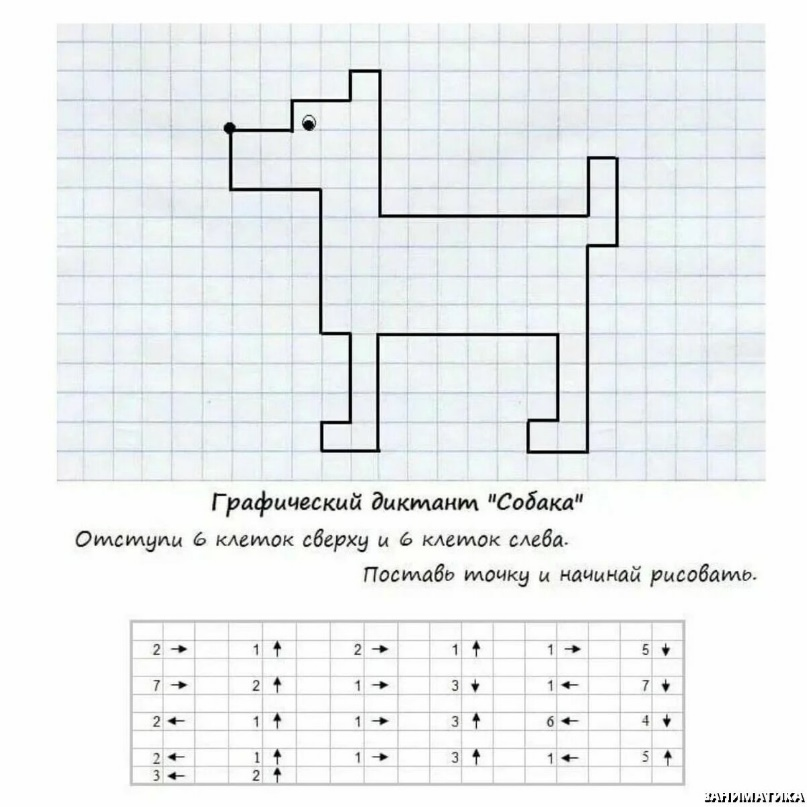 Графический диктант "Собака"
Отступи 6 клеток сверху и 6 клеток слева.
Поставь точку и начинай рисовать.
2 → 1 ↑ 2 → 1 ↑ 1 → 5 ↓
7 → 2 ↑ 1 → 3 ↓ 1 ← 7 ↓
2 ← 1 ↑ 1 → 3 ↑ 6 ← 4 ↓
2 ← 1 ↑ 1 → 3 ↑ 1 ← 5 ↑
3 ← 2 ↑
ЗАНИМАТИКА